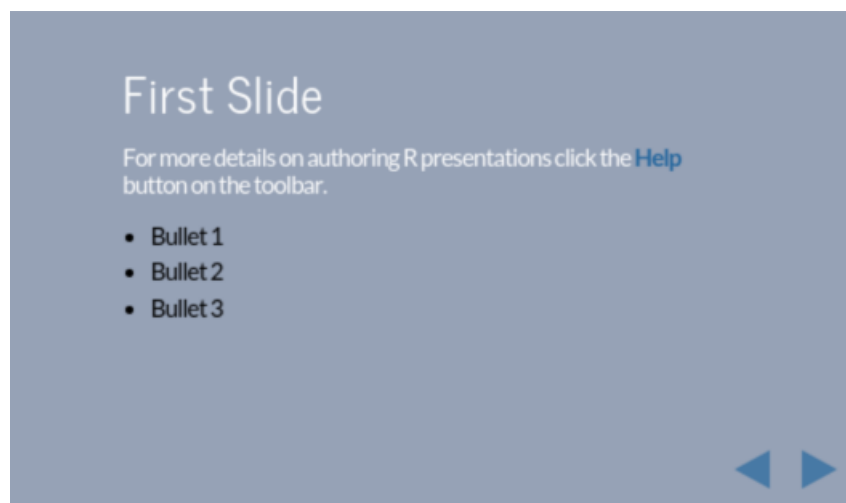 First Slide
For more details on authoring R presentations click the Help
button on the toolbar.
• Bullet 1
• Bullet 2
• Bullet 3